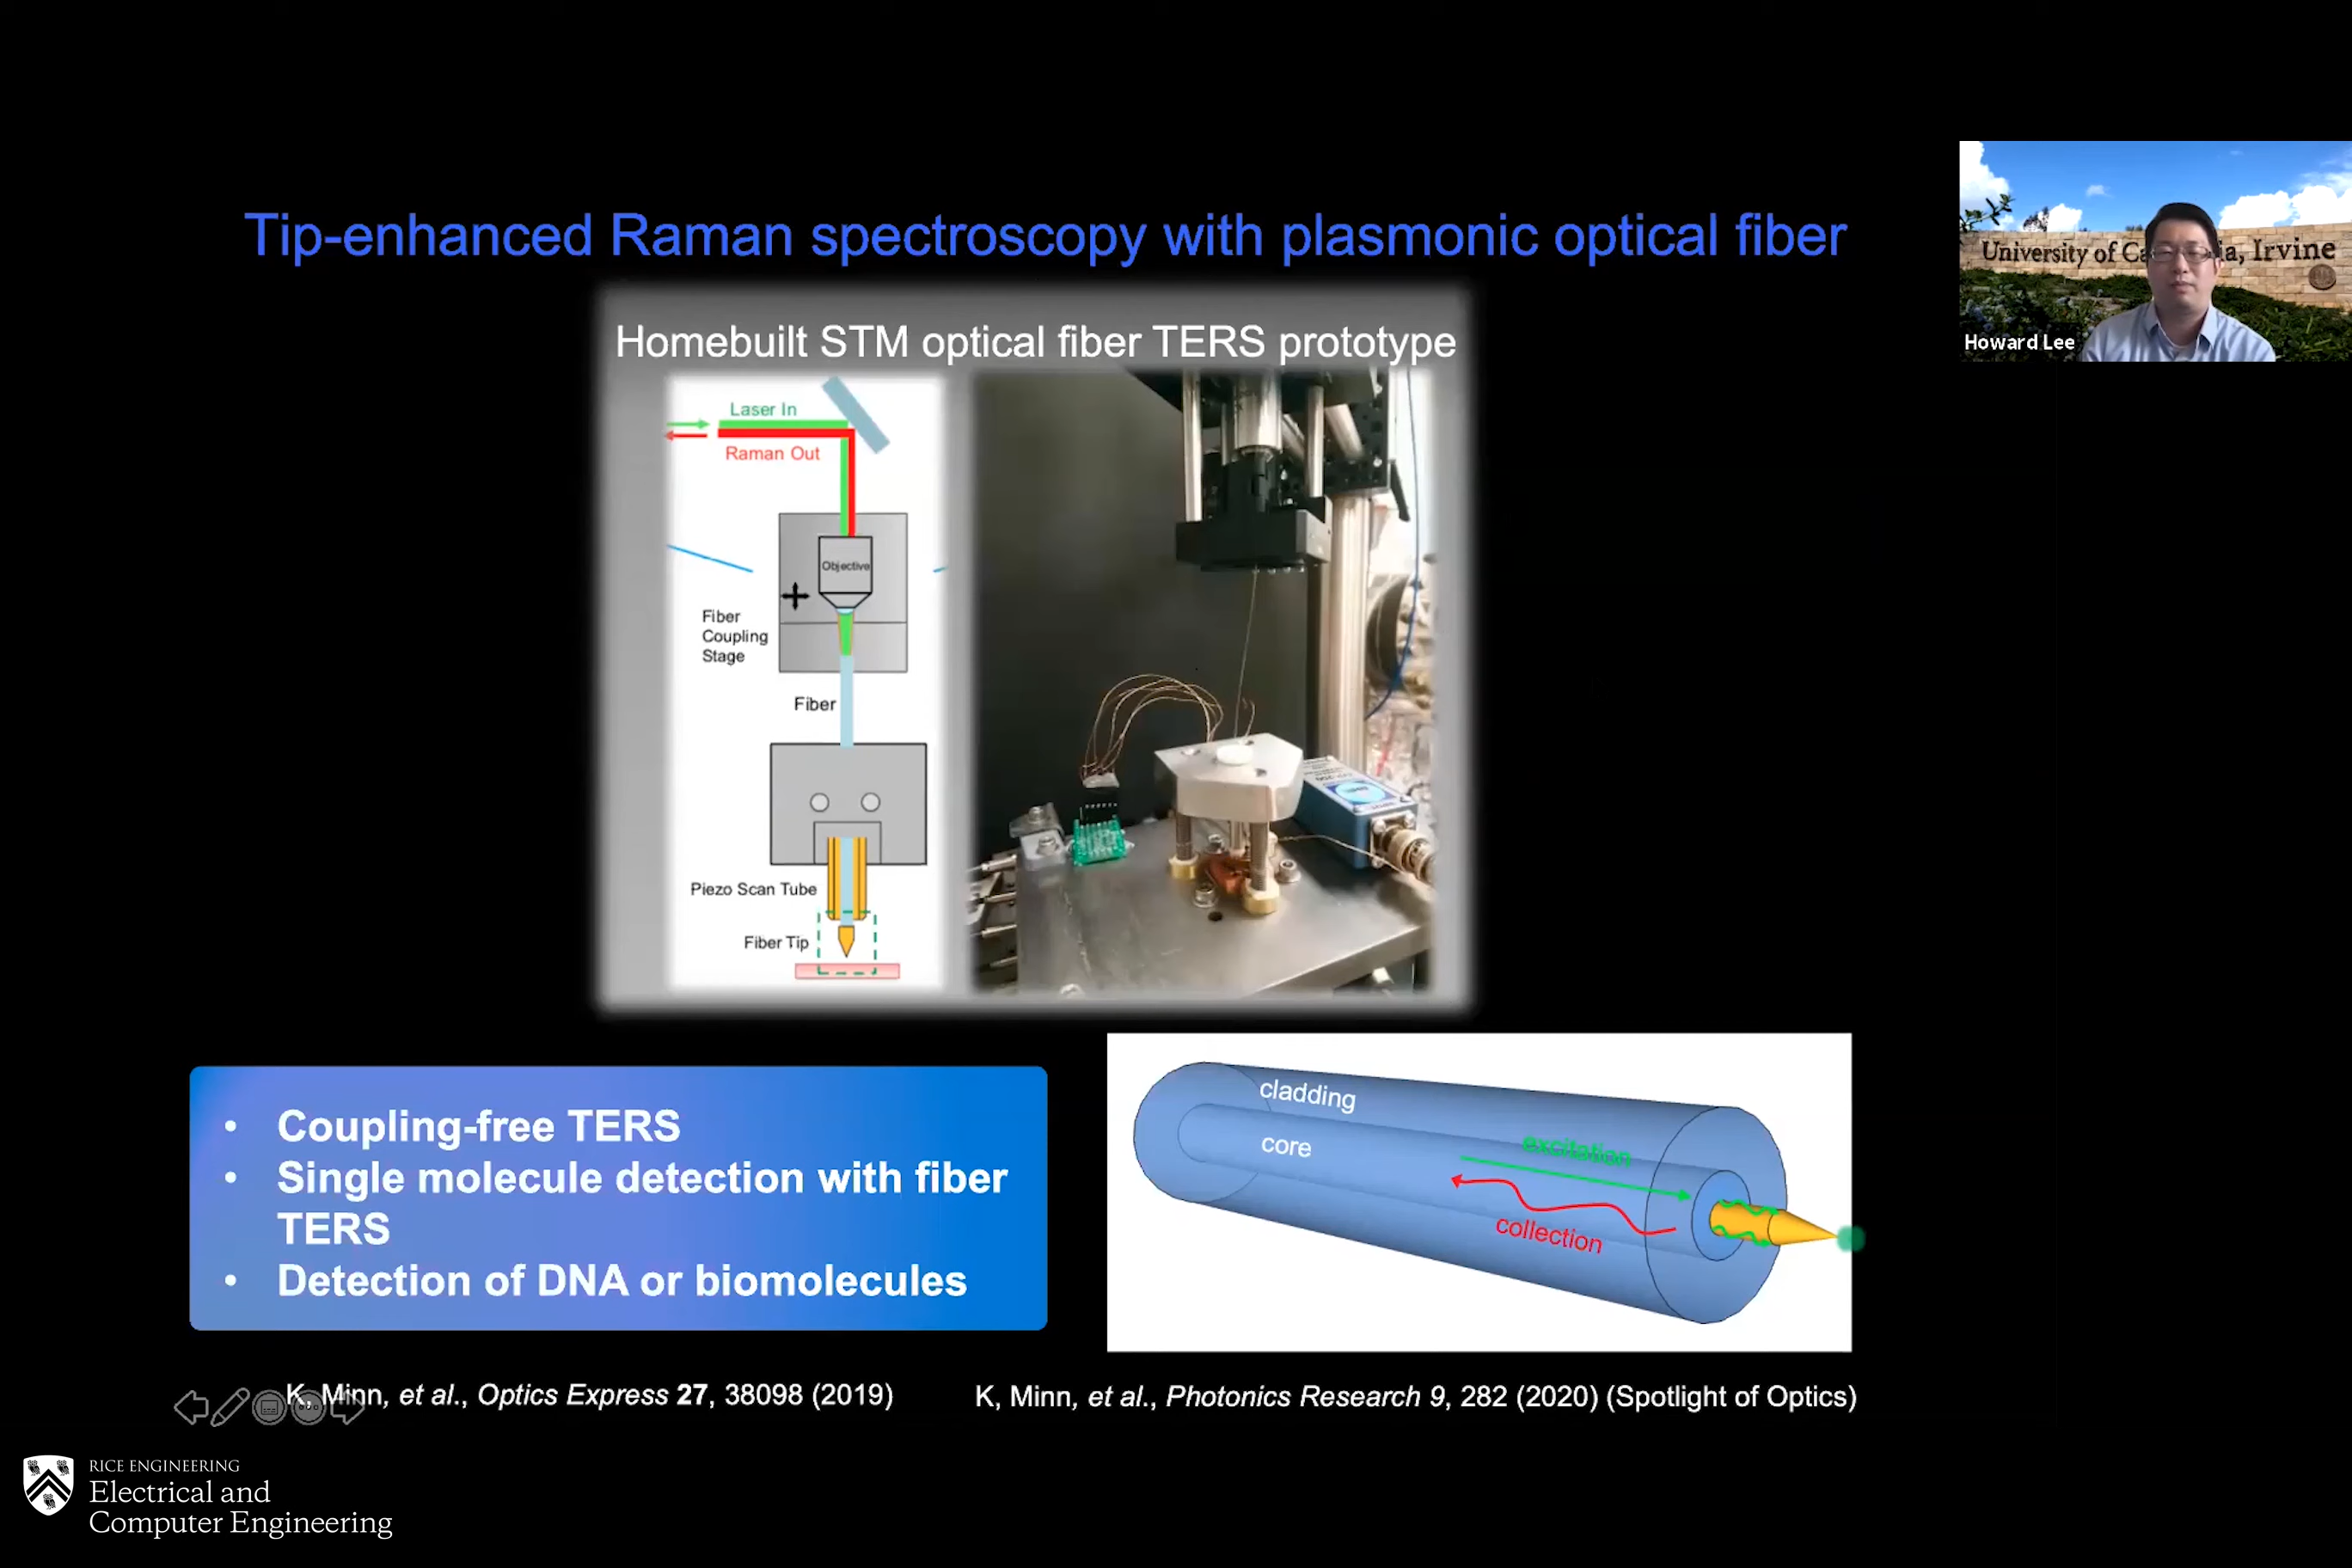 Tip-enhanced Raman spectroscopy with plasmonic optical fiber
University of Ca ia, Irvine
Howard Lee
Homebuilt STM optical fiber TERS prototype
Laser In
Raman Out
Objective
Fiber
Coupling
Stage
Fiber
Piezo Scan Tube
Fiber Tip
cladding
core
excitation
collection
• Coupling-free TERS
• Single molecule detection with fiber
TERS
• Detection of DNA or biomolecules
K, Minn, et al., Optics Express 27, 38098 (2019)
K, Minn, et al., Photonics Research 9, 282 (2020) (Spotlight of Optics)
RICE ENGINEERING
Electrical and
Computer Engineering